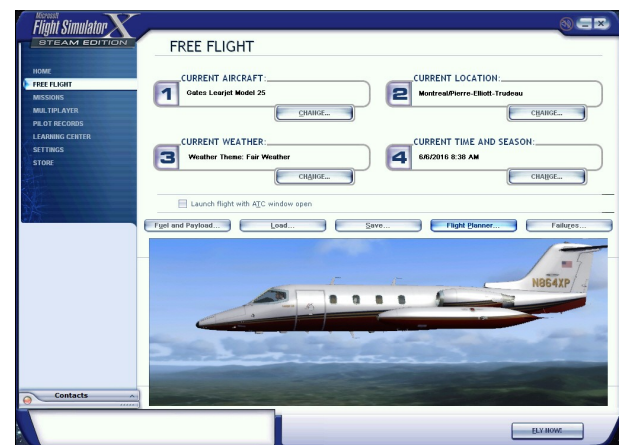 Microsoft
Flight Simulator X
STEAM EDITION
FREE FLIGHT
HOME
FREE FLIGHT
MISSIONS
MULTIPLAYER
PILOT RECORDS
LEARNING CENTER
SETTINGS
STORE
CURRENT AIRCRAFT:
1
Gates Learjet Model 25
CHANGE...
CURRENT LOCATION:
2
Montreal/Pierre-Elliott-Trudeau
CHANGE...
CURRENT WEATHER:
3
Weather Theme: Fair Weather
CHANGE...
CURRENT TIME AND SEASON:
4
6/6/2016 8:38 AM
CHANGE...
Launch flight with ATC window open
Fuel and Payload... Load... Save... Flight Planner... Failures...
N864XP
Contacts
FLY NOW!